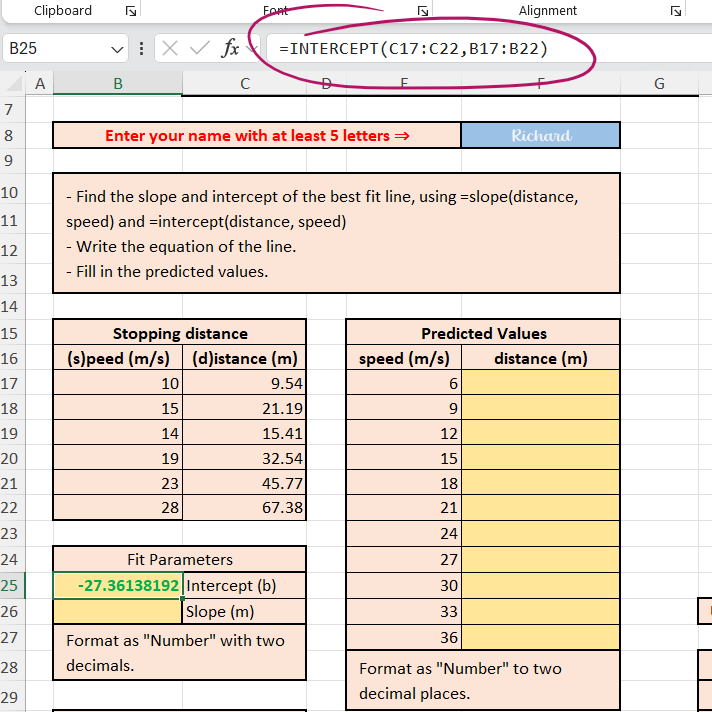 Clipboard Font Alignment
B25 fx =INTERCEPT(C17:C22,B17:B22)
A B C D E F G
7
8 Enter your name with at least 5 letters ⇒ Richard
9
10 - Find the slope and intercept of the best fit line, using =slope(distance,
11 speed) and =intercept(distance, speed)
12 - Write the equation of the line.
13 - Fill in the predicted values.
14
15 Stopping distance Predicted Values
16 (s)peed (m/s) (d)istance (m) speed (m/s) distance (m)
17 10 9.54 6
18 15 21.19 9
19 14 15.41 12
20 19 32.54 15
21 23 45.77 18
22 28 67.38 21
23 24
24 Fit Parameters 27
25 -27.36138192 Intercept (b) 30
26 Slope (m) 33
27 Format as "Number" with two 36
28 decimals. Format as "Number" to two
29 decimal places.